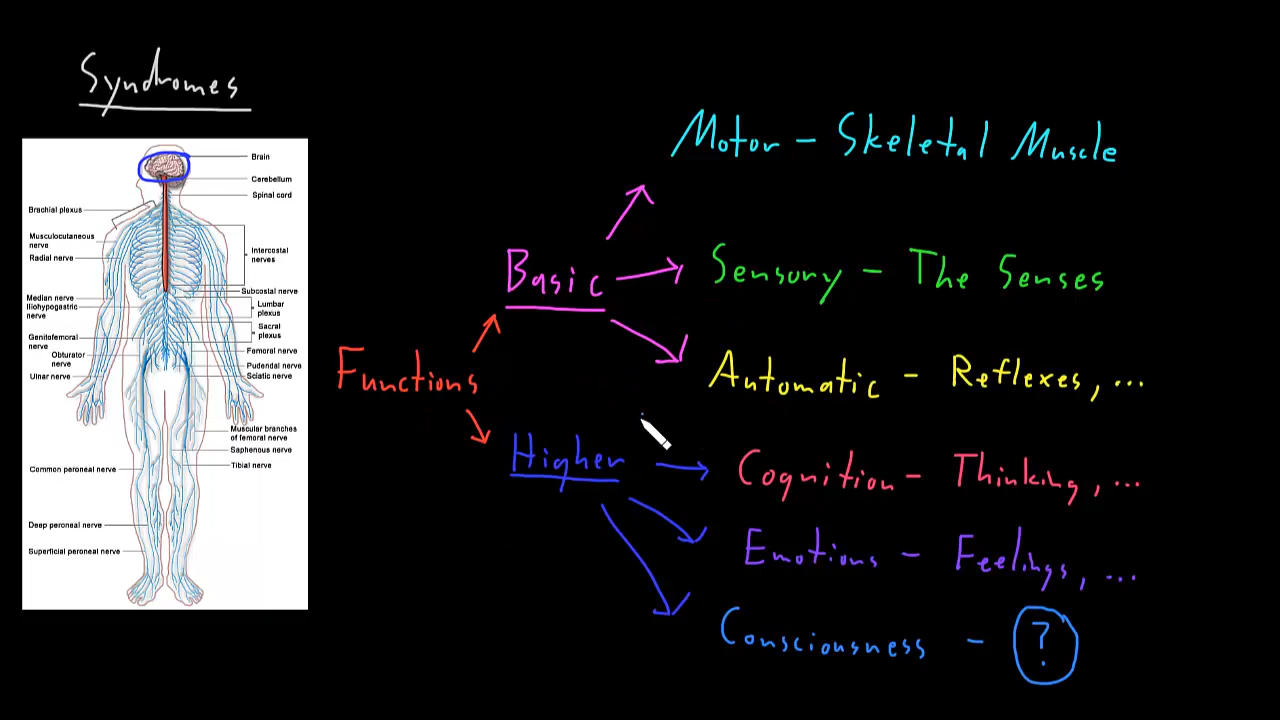 Syndromes
Brain
Cerebellum
Spinal cord
Brachial plexus
Musculocutaneous
nerve
Radial nerve
Intercostal
nerves
Median nerve
Iliohypogastric
nerve
Subcostal nerve
Lumbar
plexus
Sacral
plexus
Genitofemoral
nerve
Obturator
nerve
Ulnar nerve
Femoral nerve
Pudendal nerve
Sciatic nerve
Muscular branches
of femoral nerve
Saphenous nerve
Tibial nerve
Common peroneal nerve
Deep peroneal nerve
Superficial peroneal nerve
Functions
Basic
Motor - Skeletal Muscle
Sensory - The Senses
Automatic - Reflexes, ...
Higher
Cognition - Thinking, ...
Emotions - Feelings, ...
Consciousness - ?